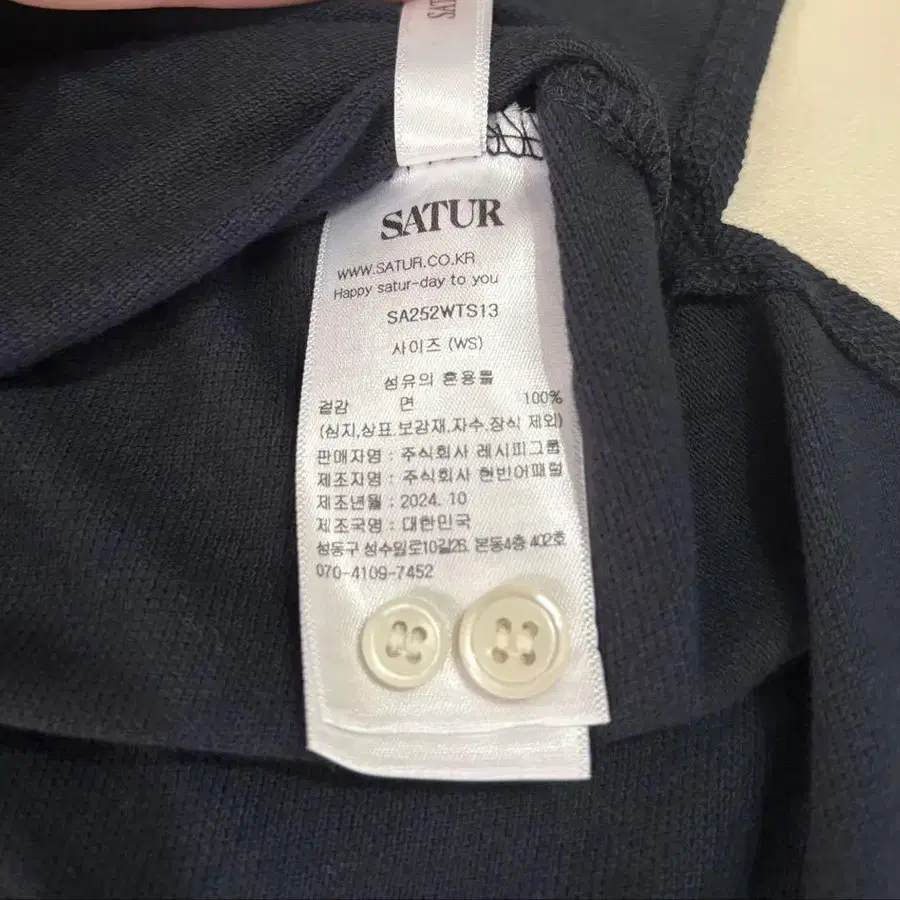 SATUR
WWW.SATUR.CO.KR
Happy satur-day to you
SA252WTS13
사이즈 (WS)
섬유의 혼용률
겉감 면 100%
(심지,상표,보강재,자수,장식 제외)
판매자명 : 주식회사 레시피그룹
제조자명 : 주식회사 현빈어패럴
제조년월 : 2024. 10
제조국명 : 대한민국
성동구 성수일로10길26. 본동4층 402호
070-4109-7452